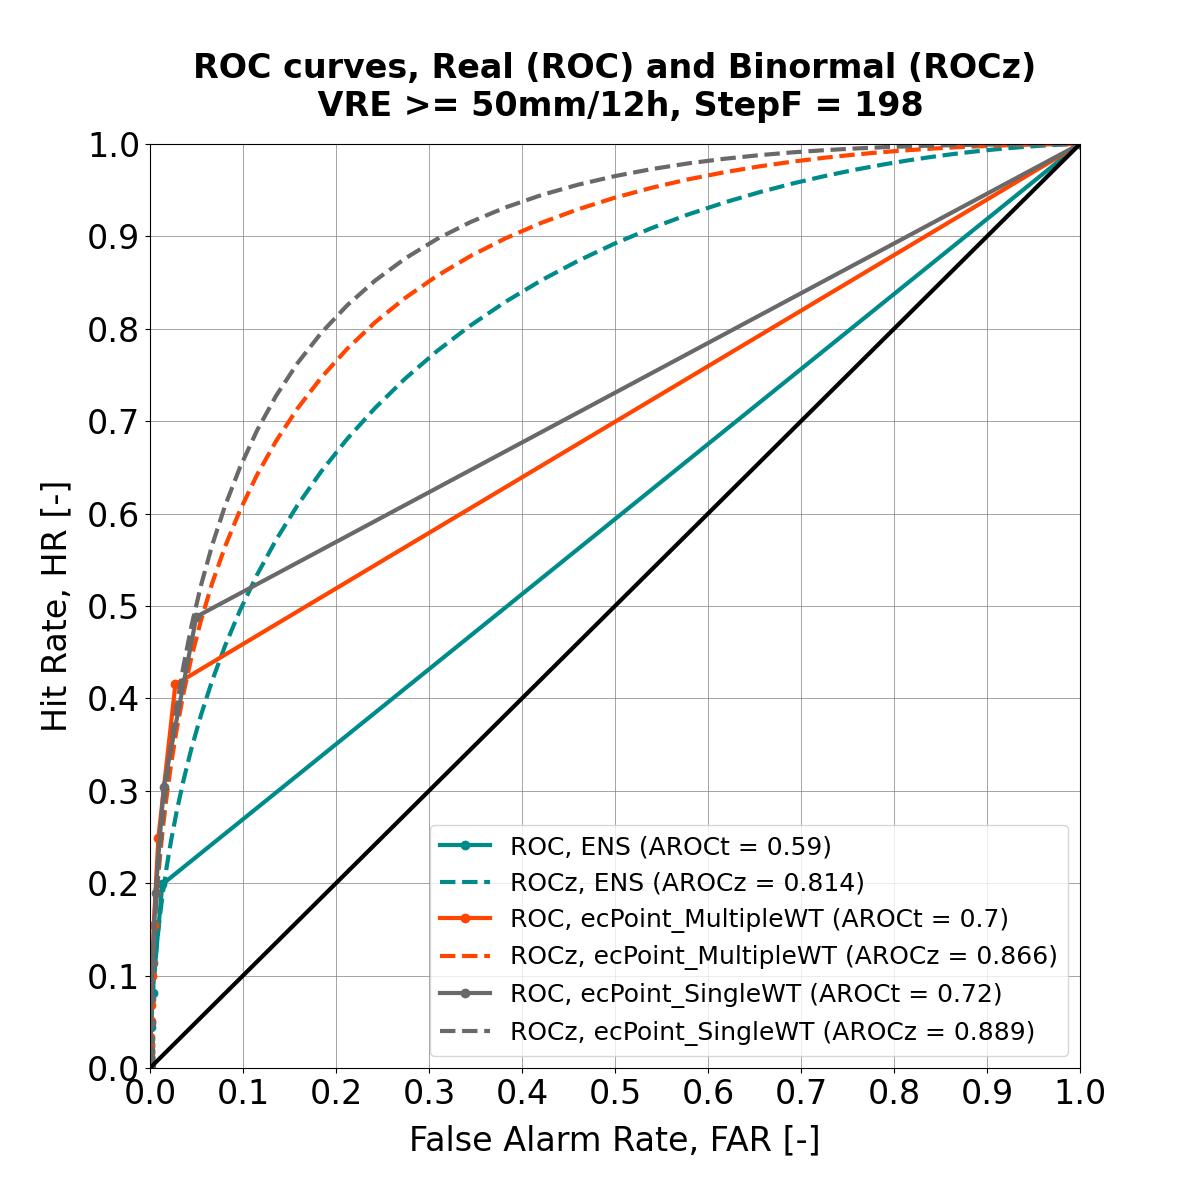 ROC curves, Real (ROC) and Binormal (ROCz)
VRE >= 50mm/12h, StepF = 198
1.0
0.9
0.8
0.7
0.6
0.5
0.4
0.3
0.2
0.1
0.0
Hit Rate, HR [-]
ROC, ENS (AROCt = 0.59)
ROCz, ENS (AROCz = 0.814)
ROC, ecPoint_MultipleWT (AROCt = 0.7)
ROCz, ecPoint_MultipleWT (AROCz = 0.866)
ROC, ecPoint_SingleWT (AROCt = 0.72)
ROCz, ecPoint_SingleWT (AROCz = 0.889)
0.0 0.1 0.2 0.3 0.4 0.5 0.6 0.7 0.8 0.9 1.0
False Alarm Rate, FAR [-]